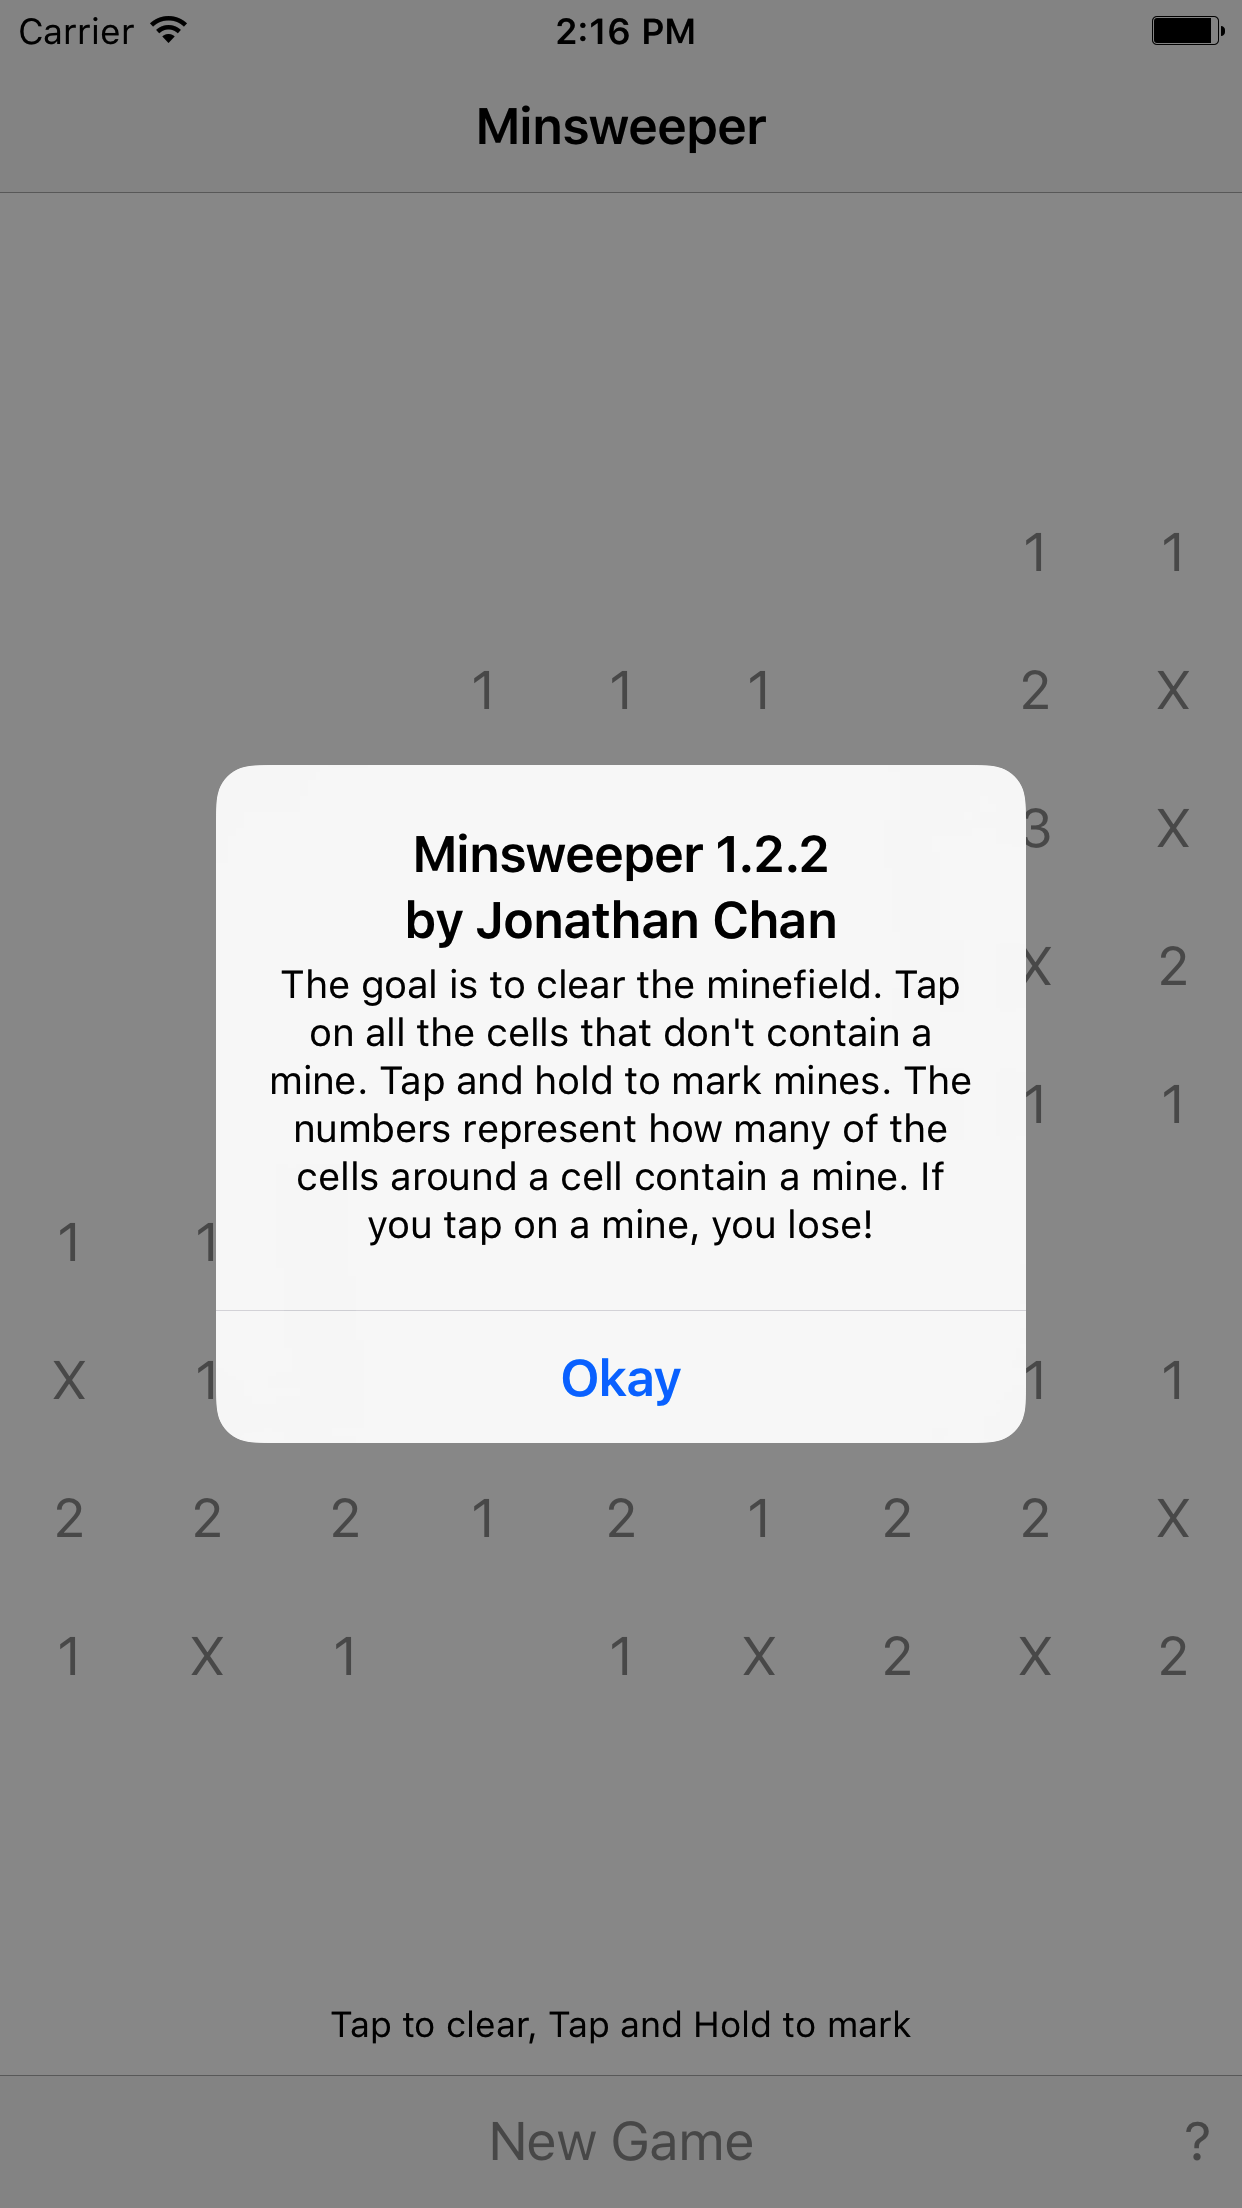 Carrier 2:16 PM
Minsweeper
1 1
1 1 1 2 X
3 X
Minsweeper 1.2.2
by Jonathan Chan
The goal is to clear the minefield. Tap
on all the cells that don't contain a
X 2
mine. Tap and hold to mark mines. The
numbers represent how many of the
1 1
cells around a cell contain a mine. If
you tap on a mine, you lose!
1 1
X 1 Okay 1 1
2 2 2 1 2 1 2 2 X
1 X 1 1 X 2 X 2
Tap to clear, Tap and Hold to mark
New Game ?